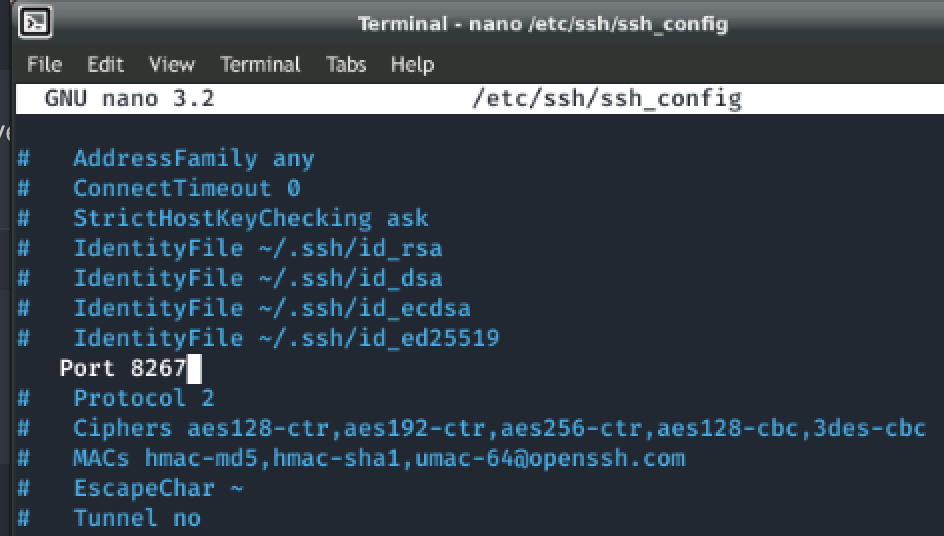 Terminal - nano /etc/ssh/ssh_config
File Edit View Terminal Tabs Help
GNU nano 3.2 /etc/ssh/ssh_config
# AddressFamily any
# ConnectTimeout 0
# StrictHostKeyChecking ask
# IdentityFile ~/.ssh/id_rsa
# IdentityFile ~/.ssh/id_dsa
# IdentityFile ~/.ssh/id_ecdsa
# IdentityFile ~/.ssh/id_ed25519
Port 8267
# Protocol 2
# Ciphers aes128-ctr,aes192-ctr,aes256-ctr,aes128-cbc,3des-cbc
# MACs hmac-md5,hmac-sha1,umac-64@openssh.com
# EscapeChar ~
# Tunnel no